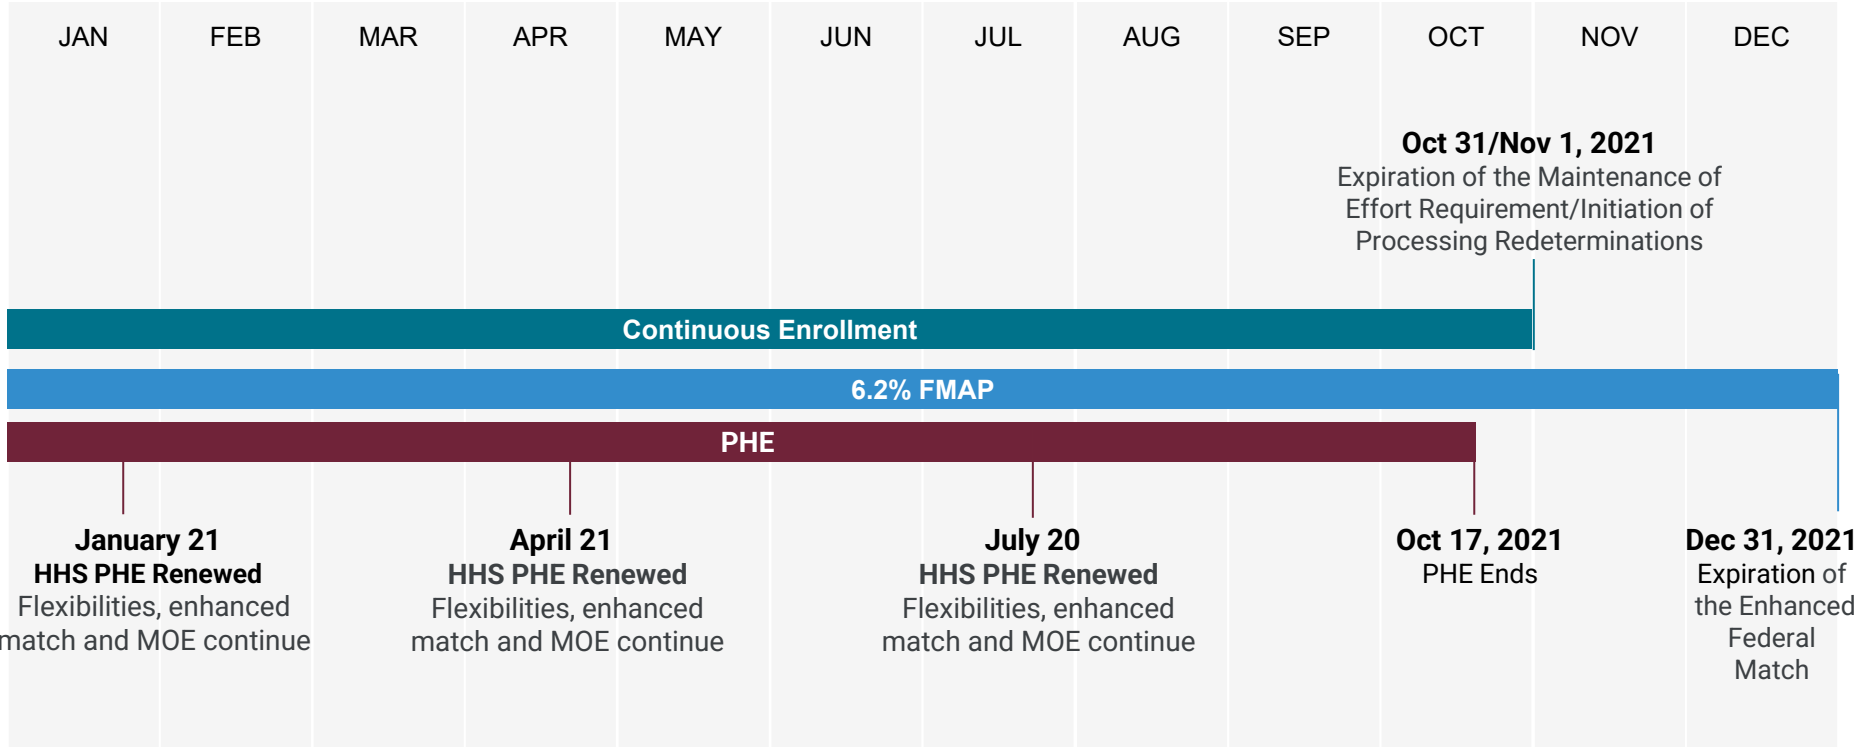 JAN FEB MAR APR MAY JUN JUL AUG SEP OCT NOV DEC
Oct 31/Nov 1, 2021
Expiration of the Maintenance of
Effort Requirement/Initiation of
Processing Redeterminations
Continuous Enrollment
6.2% FMAP
PHE
January 21
HHS PHE Renewed
Flexibilities, enhanced
match and MOE continue
April 21
HHS PHE Renewed
Flexibilities, enhanced
match and MOE continue
July 20
HHS PHE Renewed
Flexibilities, enhanced
match and MOE continue
Oct 17, 2021
PHE Ends
Dec 31, 2021
Expiration of
the Enhanced
Federal
Match